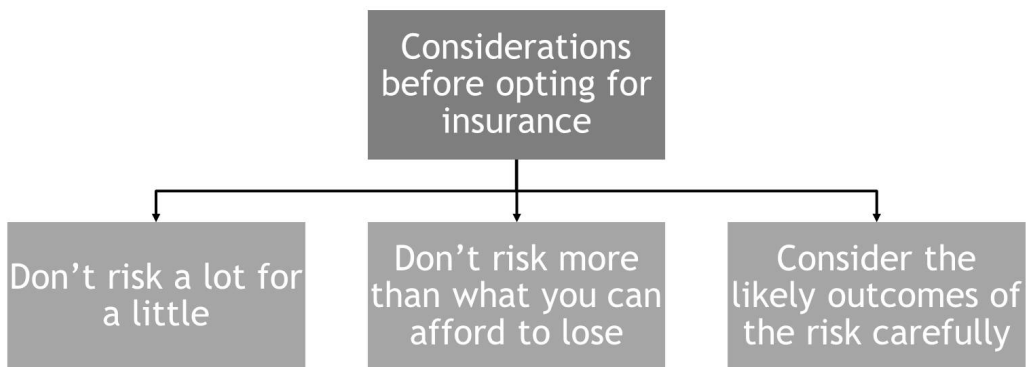 Considerations
before opting for
insurance
Don’t risk a lot for
a little
Don’t risk more
than what you can
afford to lose
Consider the
likely outcomes of
the risk carefully